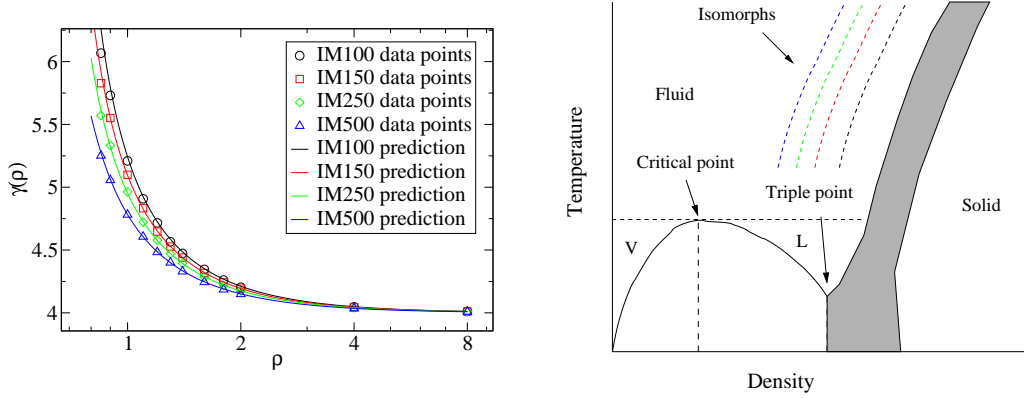 6
5.5
5
4.5
4
γ(ρ)
IM100 data points
IM150 data points
IM250 data points
IM500 data points
IM100 prediction
IM150 prediction
IM250 prediction
IM500 prediction
1
2
4
8
ρ
Isomorphs
Fluid
Critical point
Triple point
Solid
V
L
Temperature
Density